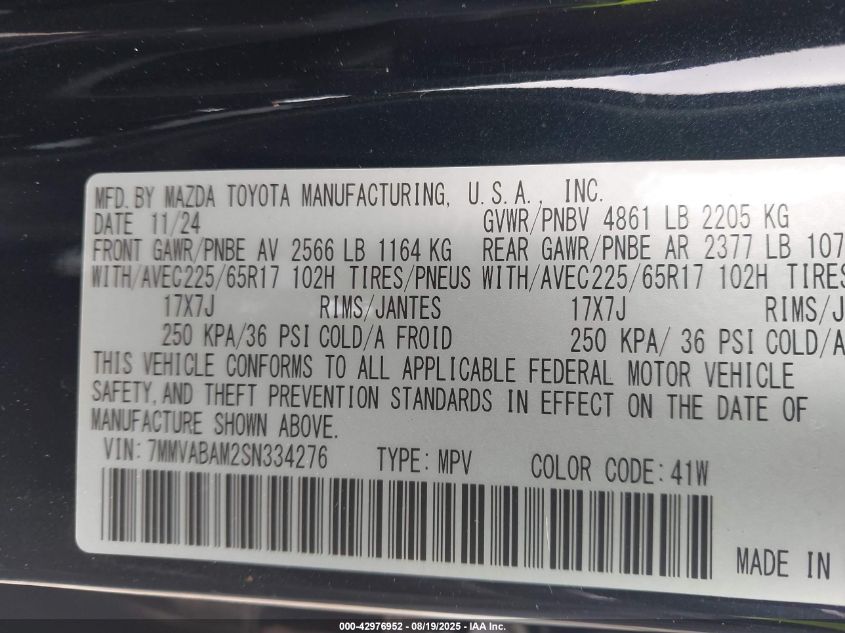 MFD. BY MAZDA TOYOTA MANUFACTURING, U.S.A., INC.
DATE 11/24 GVWR/PNBV 4861 LB 2205 KG
FRONT GAWR/PNBE AV 2566 LB 1164 KG REAR GAWR/PNBE AR 2377 LB 107
WITH/AVEC225/65R17 102H TIRES/PNEUS WITH/AVEC225/65R17 102H TIRES
17X7J RIMS/JANTES 17X7J RIMS/J
250 KPA/36 PSI COLD/A FROID 250 KPA/ 36 PSI COLD/A
THIS VEHICLE CONFORMS TO ALL APPLICABLE FEDERAL MOTOR VEHICLE
SAFETY, AND THEFT PREVENTION STANDARDS IN EFFECT ON THE DATE OF
MANUFACTURE SHOWN ABOVE.
VIN: 7MMVABAM2SN334276 TYPE: MPV COLOR CODE: 41W
MADE IN
000-42976952 - 08/19/2025 - IAA Inc.